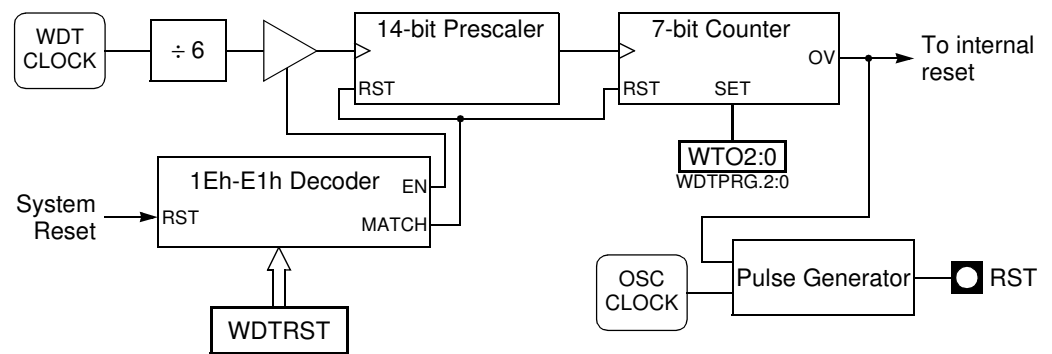 WDT
CLOCK
÷ 6
14-bit Prescaler
RST
7-bit Counter
OV
RST
SET
To internal
reset
WTO2:0
WDTPRG.2:0
1Eh-E1h Decoder
EN
RST
MATCH
System
Reset
WDTRST
OSC
CLOCK
Pulse Generator
RST